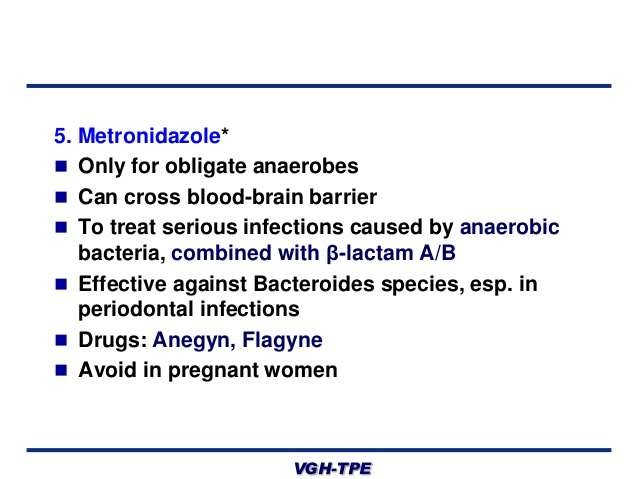 5. Metronidazole*
■ Only for obligate anaerobes
■ Can cross blood-brain barrier
■ To treat serious infections caused by anaerobic
bacteria, combined with β-lactam A/B
■ Effective against Bacteroides species, esp. in
periodontal infections
■ Drugs: Anegyn, Flagyne
■ Avoid in pregnant women
VGH-TPE